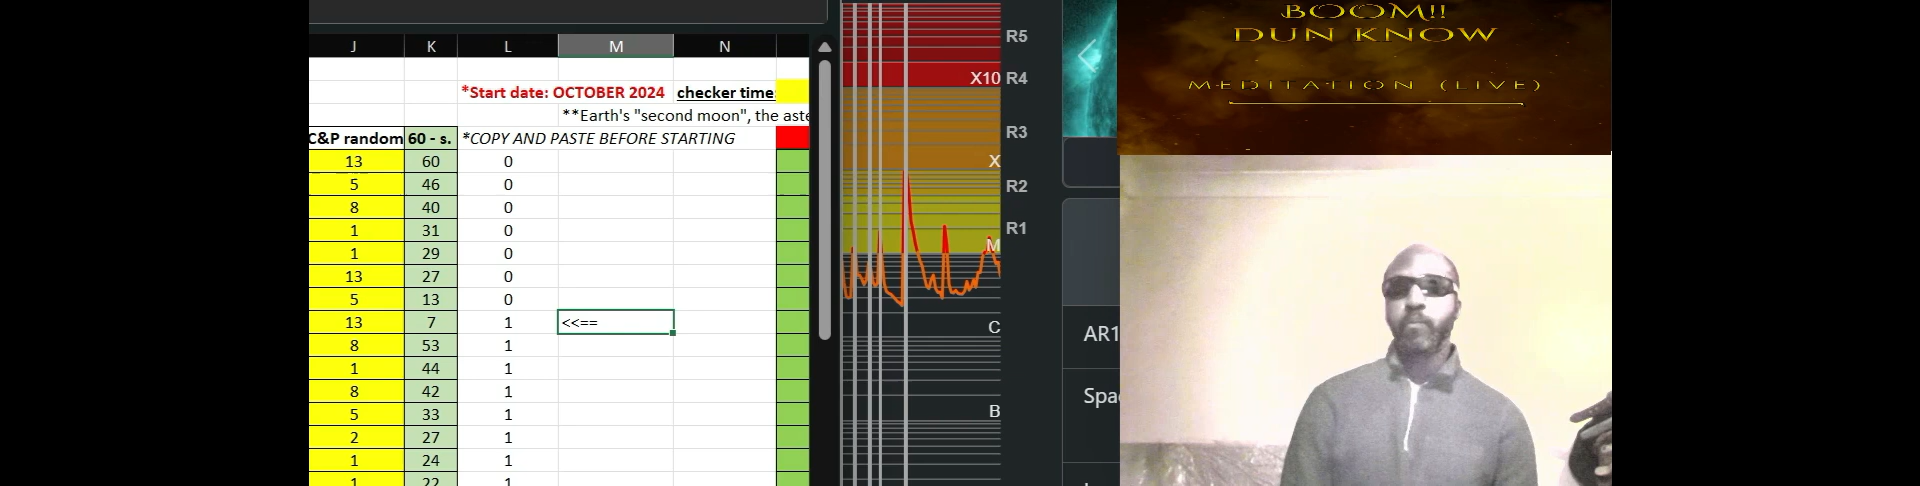 J K L M N
*Start date: OCTOBER 2024 checker time:
**Earth's "second moon", the aste
C&P random 60 - s. *COPY AND PASTE BEFORE STARTING
13 60 0
5 46 0
8 40 0
1 31 0
1 29 0
13 27 0
5 13 0
13 7 1 <<==
8 53 1
1 44 1
8 42 1
5 33 1
2 27 1
1 24 1
1 22 1
R5
X10 R4
R3
X
R2
R1
M
C
B
AR1
Spa
BOOM!!
DUN KNOW
MEDITATION (LIVE)